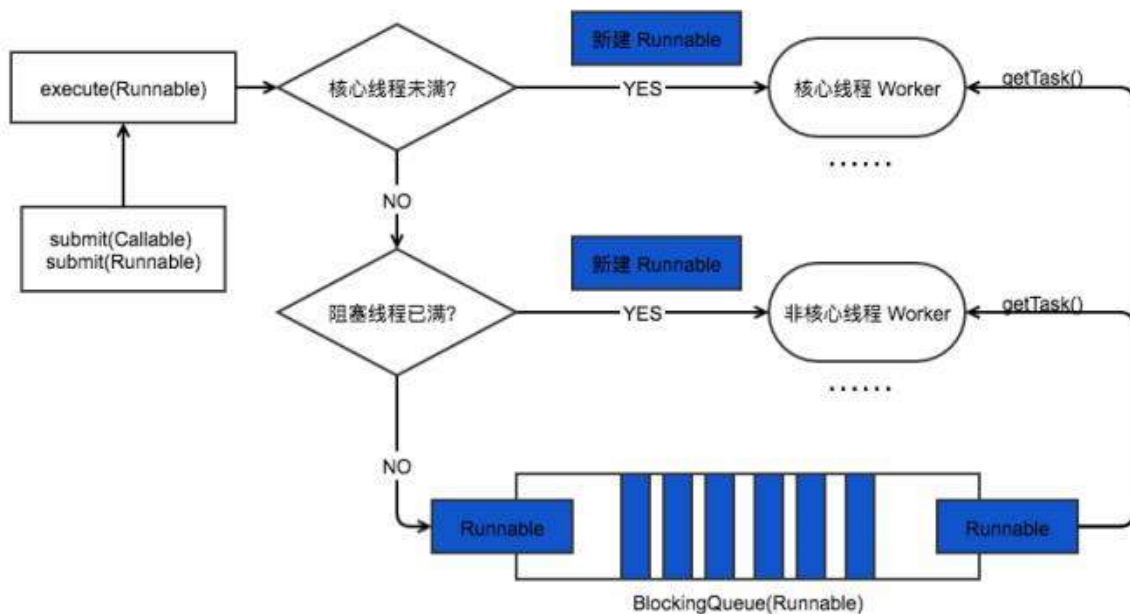 新建 Runnable
execute(Runnable)
核心线程未满?
YES
核心线程 Worker
getTask()
......
NO
submit(Callable)
submit(Runnable)
新建 Runnable
阻塞线程已满?
YES
非核心线程 Worker
getTask()
......
NO
Runnable
Runnable
BlockingQueue(Runnable)